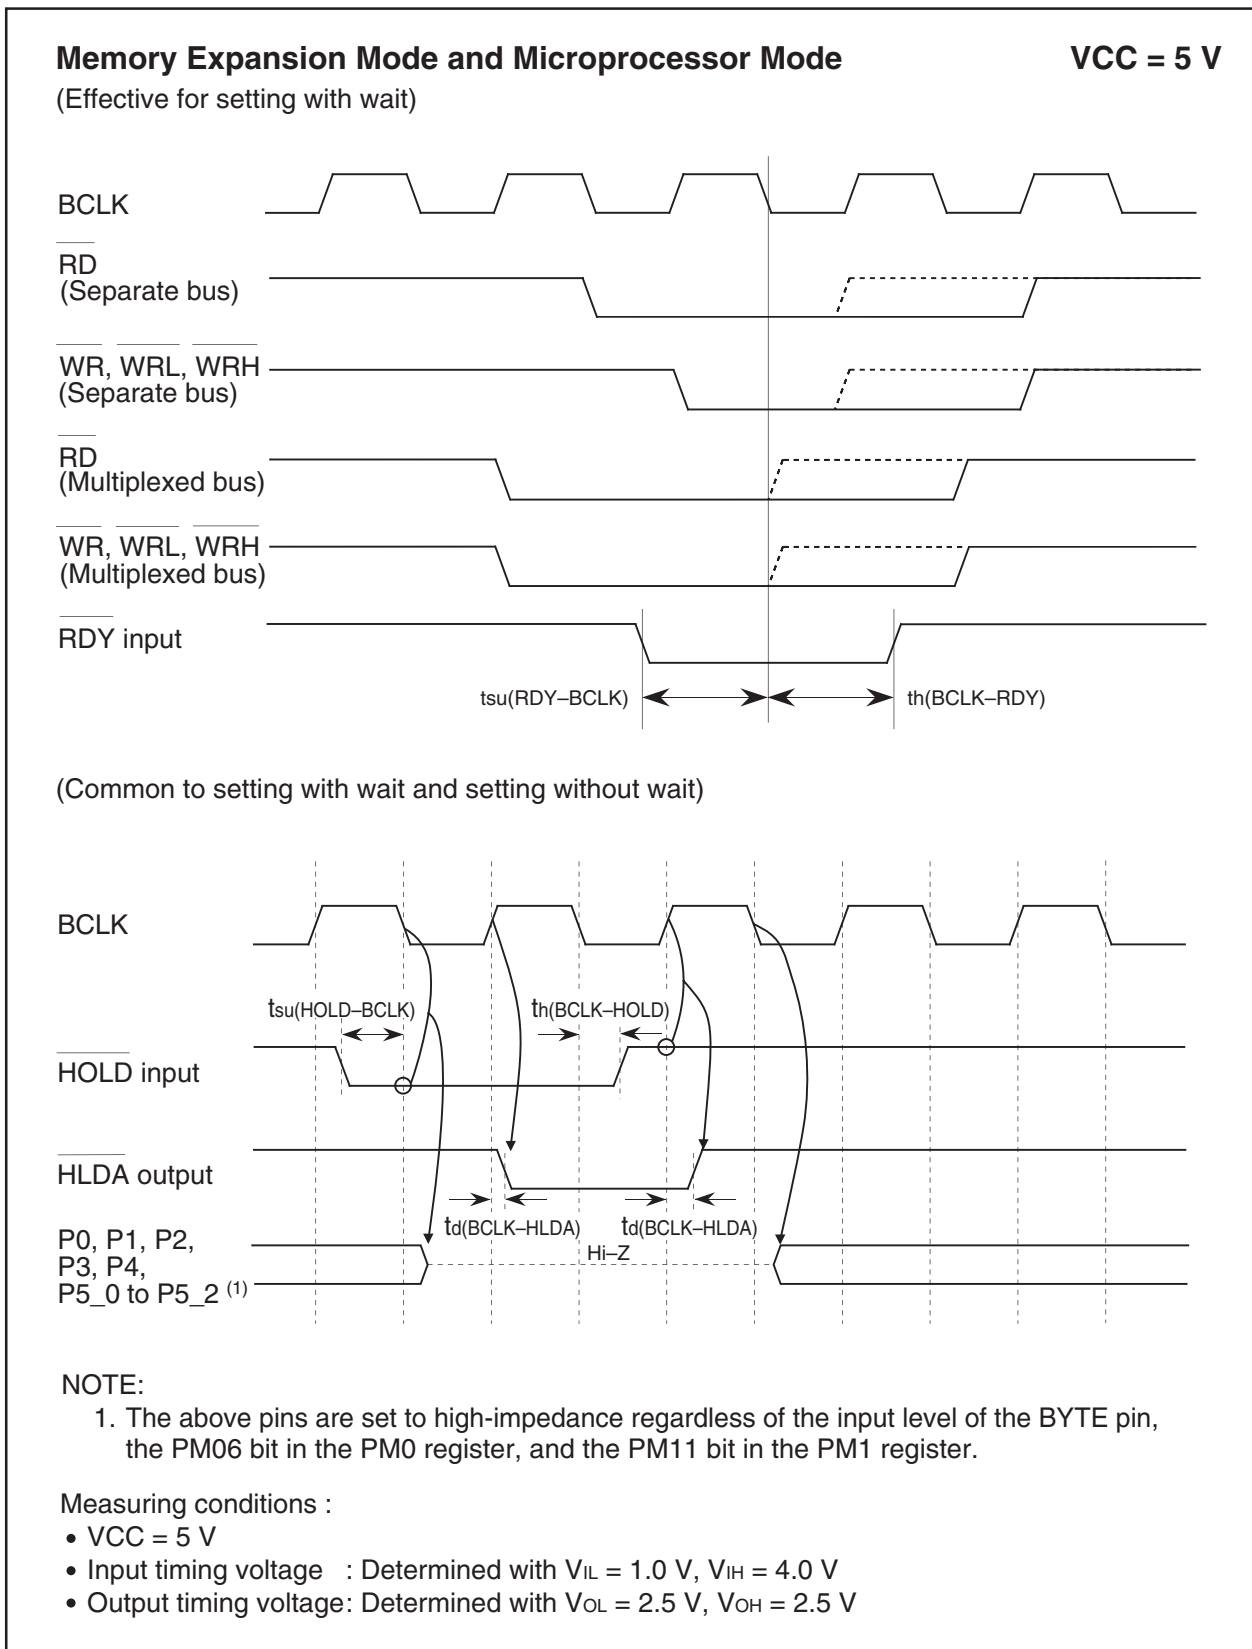 Memory Expansion Mode and Microprocessor Mode VCC = 5 V
(Effective for setting with wait)
BCLK
RD
(Separate bus)
WR, WRL, WRH
(Separate bus)
RD
(Multiplexed bus)
WR, WRL, WRH
(Multiplexed bus)
RDY input
tsu(RDY–BCLK) th(BCLK–RDY)
(Common to setting with wait and setting without wait)
BCLK
tsu(HOLD–BCLK) th(BCLK–HOLD)
HOLD input
HLDA output
td(BCLK–HLDA) td(BCLK–HLDA)
P0, P1, P2,
Hi–Z
P3, P4,
P5_0 to P5_2 (1)
NOTE:
1. The above pins are set to high-impedance regardless of the input level of the BYTE pin,
the PM06 bit in the PM0 register, and the PM11 bit in the PM1 register.
Measuring conditions :
• VCC = 5 V
• Input timing voltage : Determined with VIL = 1.0 V, VIH = 4.0 V
• Output timing voltage: Determined with VOL = 2.5 V, VOH = 2.5 V